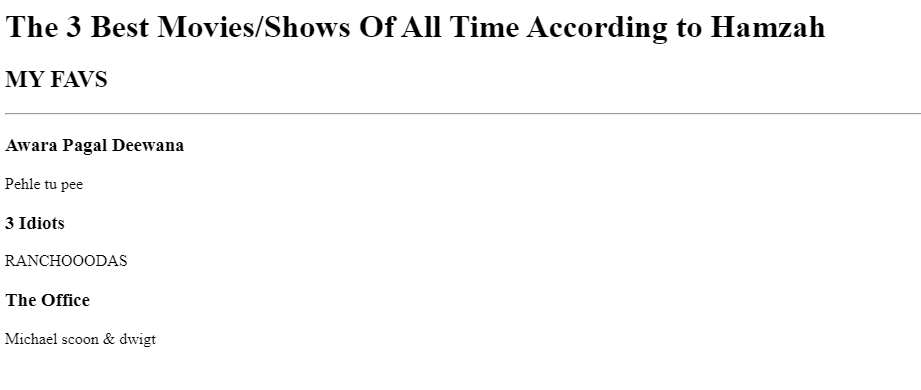 The 3 Best Movies/Shows Of All Time According to Hamzah
MY FAVS
Awara Pagal Deewana
Pehle tu pee
3 Idiots
RANCHOOODAS
The Office
Michael scoon & dwigt